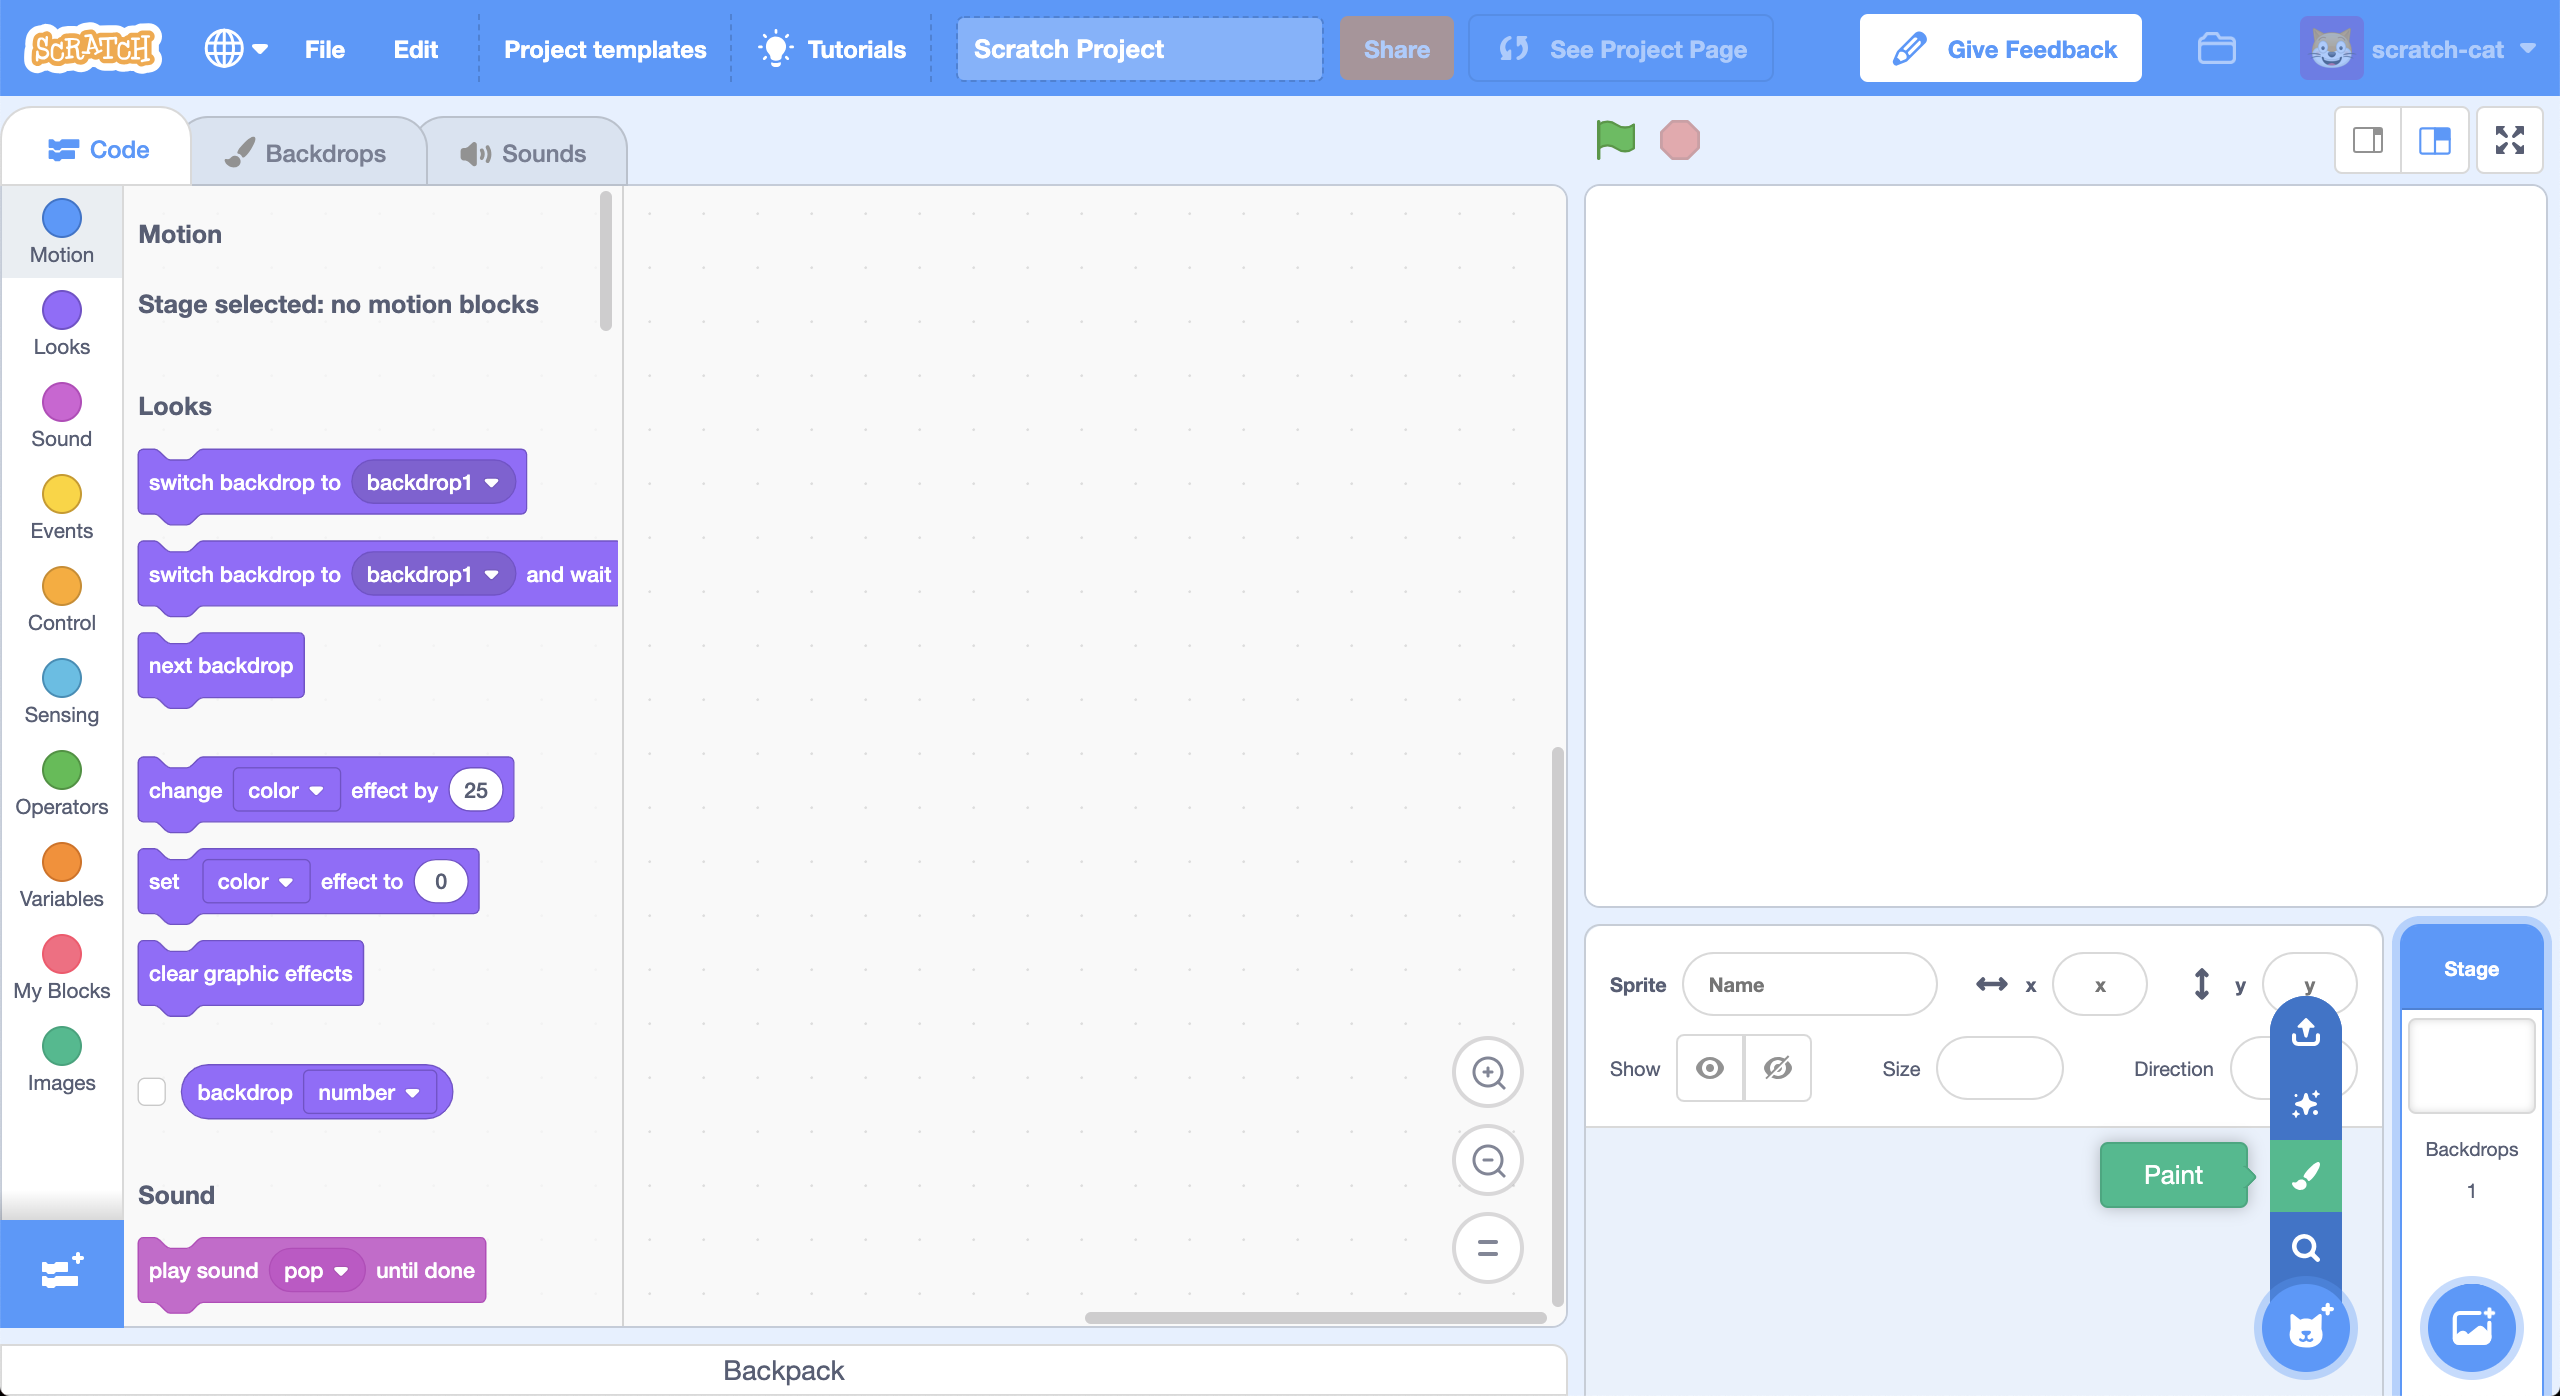 SCRATCH File Edit Project templates Tutorials Scratch Project Share See Project Page Give Feedback scratch-cat
Code Backdrops Sounds
Motion
Looks
Sound
Events
Control
Sensing
Operators
Variables
My Blocks
Images
Motion
Stage selected: no motion blocks
Looks
switch backdrop to backdrop1
switch backdrop to backdrop1 and wait
next backdrop
change color effect by 25
set color effect to 0
clear graphic effects
backdrop number
Sound
play sound pop until done
Backpack
Sprite Name x x y y
Show Size Direction
Paint
Stage
Backdrops
1